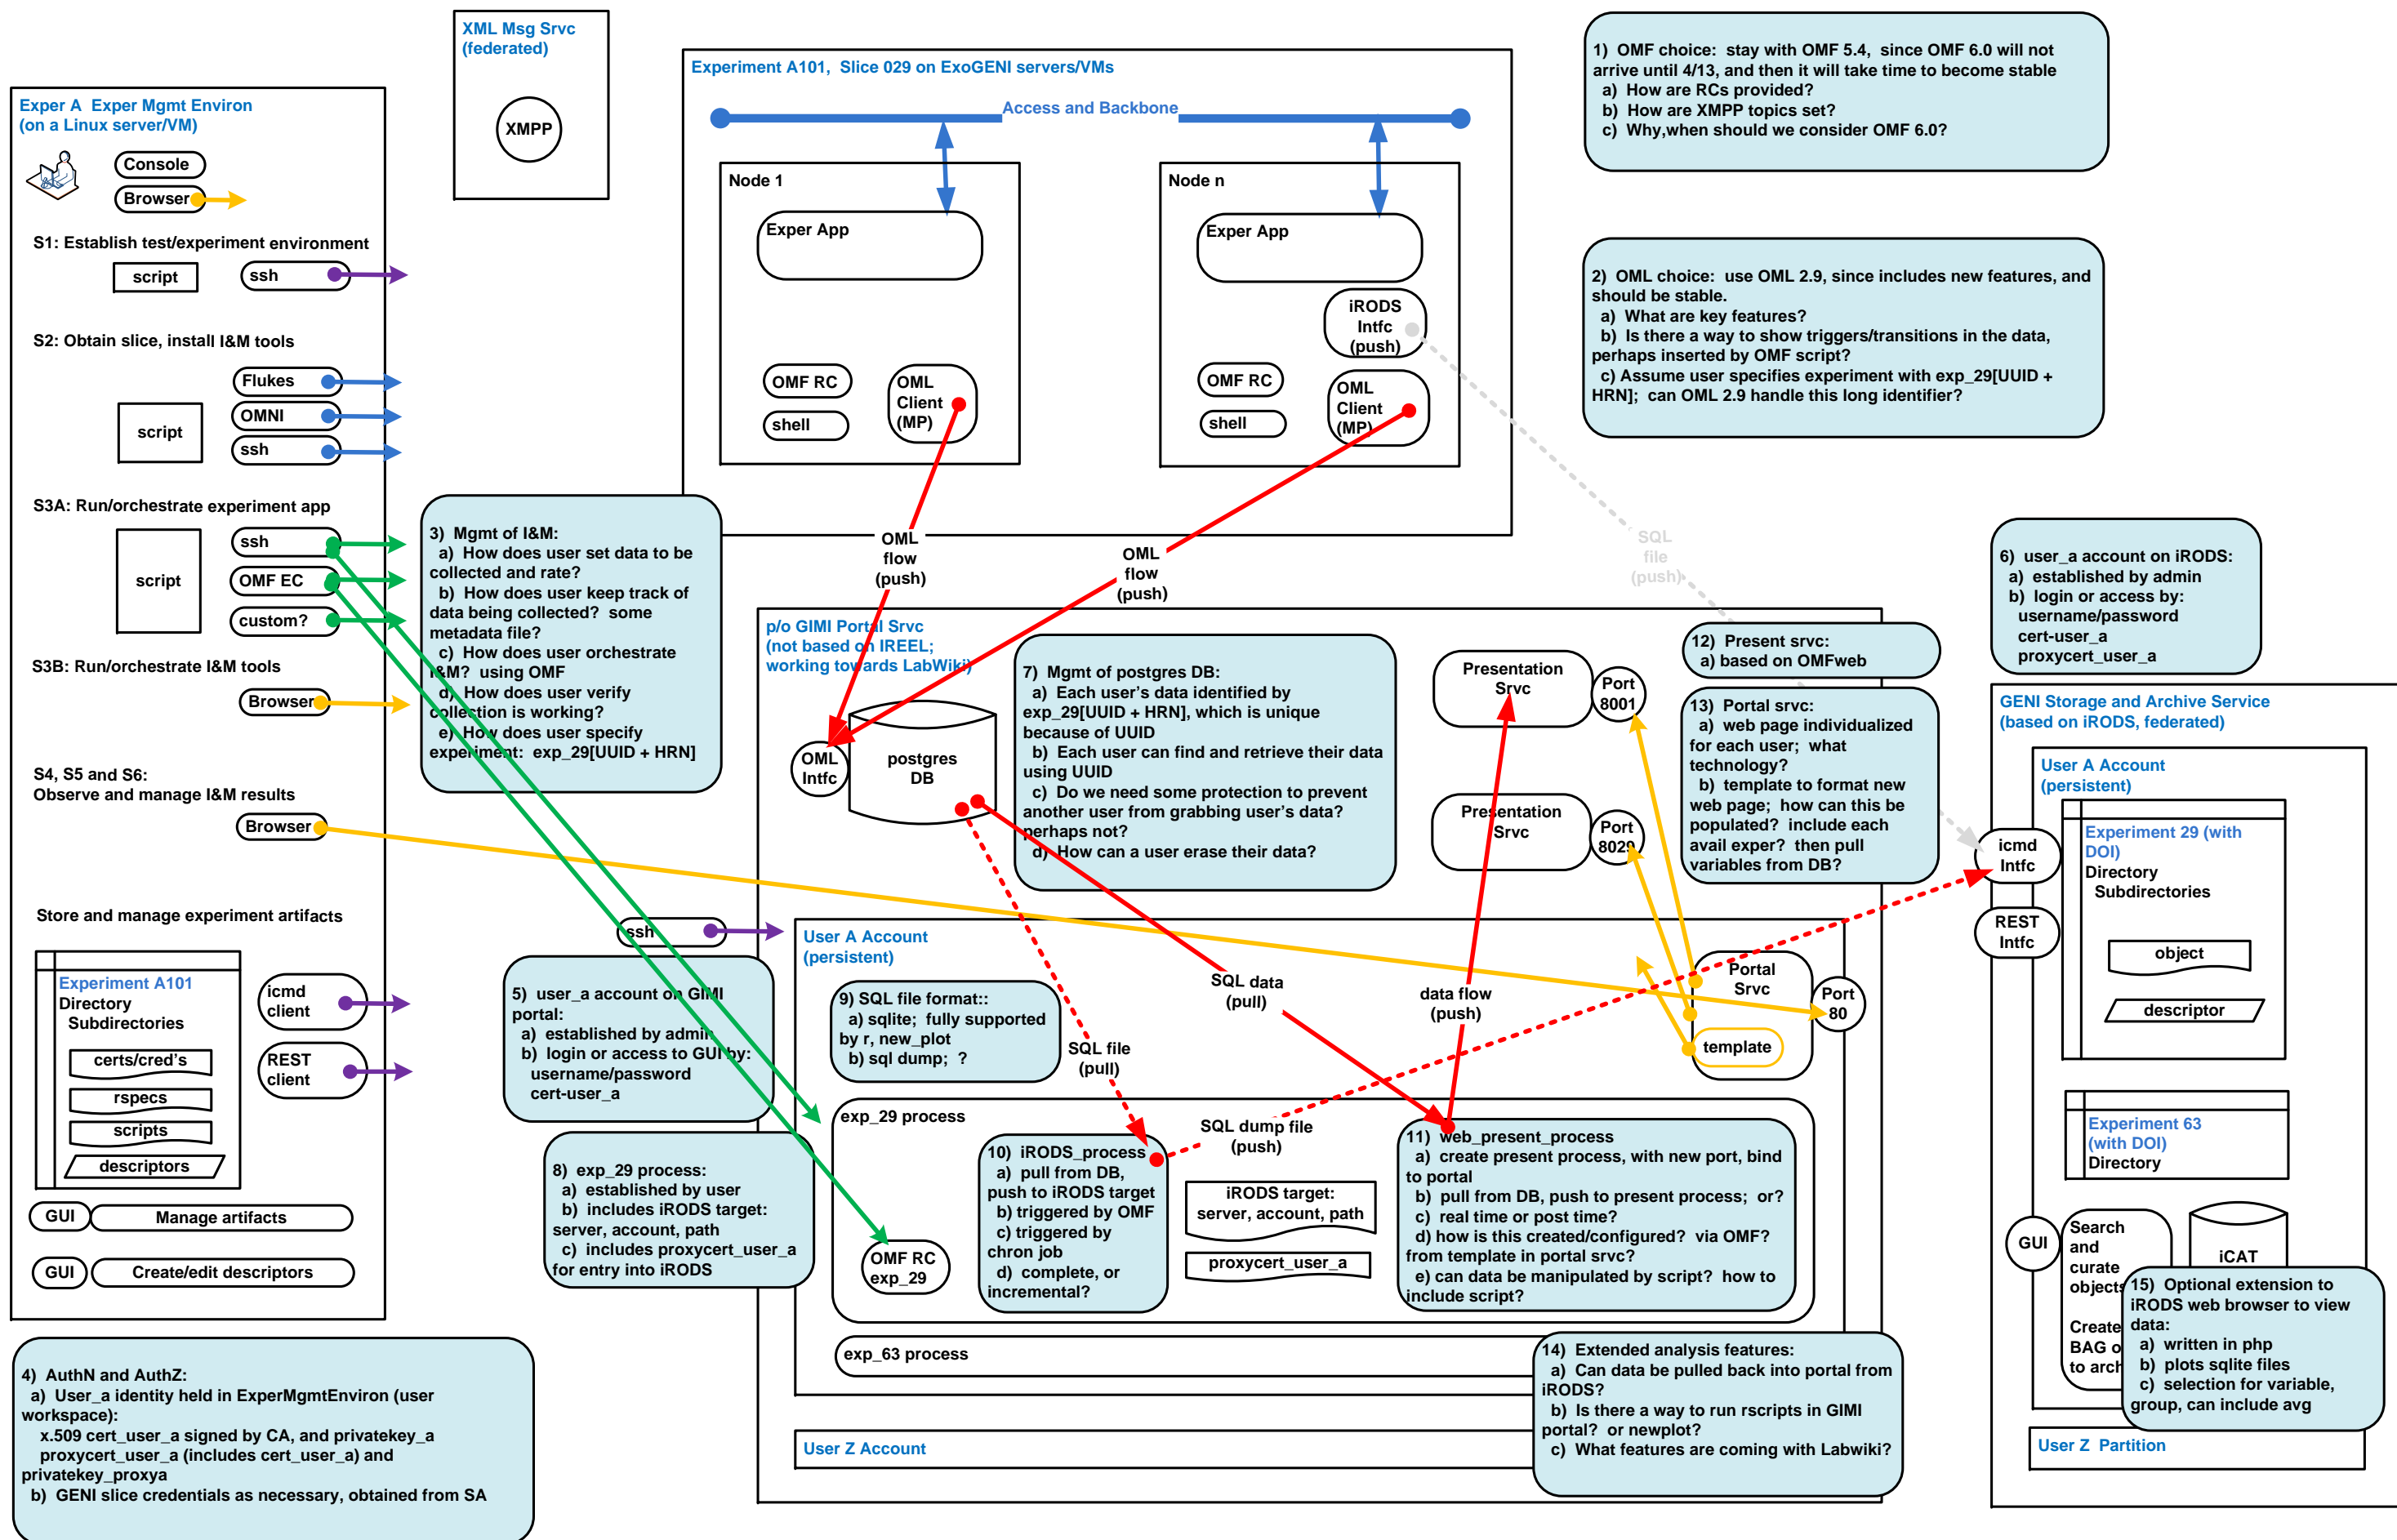 XML Msg Srvc
(federated)
XMPP
Exper A  Exper Mgmt Environ
(on a Linux server/VM)
Console
Browser
S1: Establish test/experiment environment
script
ssh
S2: Obtain slice, install I&M tools
Flukes
OMNI
script
ssh
S3A: Run/orchestrate experiment app
ssh
script
OMF EC
custom?
S3B: Run/orchestrate I&M tools
Browser
S4, S5 and S6:
Observe and manage I&M results
Browser
Store and manage experiment artifacts
Experiment A101
Directory
Subdirectories
certs/cred's
rspecs
scripts
descriptors
icmd
client
REST
client
GUI
Manage artifacts
GUI
Create/edit descriptors
4)  AuthN and AuthZ:
a)  User_a identity held in ExperMgmtEnviron (user
workspace):
x.509 cert_user_a signed by CA, and privatekey_a
proxycert_user_a (includes cert_user_a) and
privatekey_proxya
b)  GENI slice credentials as necessary, obtained from SA
Experiment A101,  Slice 029 on ExoGENI servers/VMs
Access and Backbone
Node 1
Exper App
OMF RC
shell
OML
Client
(MP)
Node n
Exper App
iRODS
Intfc
(push)
OMF RC
shell
OML
Client
(MP)
OML
flow
(push)
OML
flow
(push)
SQL
file
(push)
1)  OMF choice:  stay with OMF 5.4,  since OMF 6.0 will not
arrive until 4/13, and then it will take time to become stable
a)  How are RCs provided?
b)  How are XMPP topics set?
c)  Why,when should we consider OMF 6.0?
2)  OML choice:  use OML 2.9, since includes new features, and
should be stable.
a)  What are key features?
b)  Is there a way to show triggers/transitions in the data,
perhaps inserted by OMF script?
c) Assume user specifies experiment with exp_29[UUID +
HRN];  can OML 2.9 handle this long identifier?
3)  Mgmt of I&M:
a)  How does user set data to be
collected and rate?
b)  How does user keep track of
data being collected?  some
metadata file?
c)  How does user orchestrate
I&M?  using OMF
d)  How does user verify
collection is working?
e)  How does user specify
experiment:  exp_29[UUID + HRN]
p/o GIMI Portal Srvc
(not based on IREEL;
working towards LabWiki)
OML
Intfc
postgres
DB
7)  Mgmt of postgres DB:
a)  Each user’s data identified by
exp_29[UUID + HRN], which is unique
because of UUID
b)  Each user can find and retrieve their data
using UUID
c)  Do we need some protection to prevent
another user from grabbing user’s data?
perhaps not?
d)  How can a user erase their data?
Presentation
Srvc
Port
8001
Presentation
Srvc
Port
8029
12)  Present srvc:
a) based on OMFweb
13)  Portal srvc:
a)  web page individualized
for each user;  what
technology?
b)  template to format new
web page;  how can this be
populated?  include each
avail exper?  then pull
variables from DB?
6)  user_a account on iRODS:
a)  established by admin
b)  login or access by:
username/password
cert-user_a
proxycert_user_a
ssh
5)  user_a account on GIMI
portal:
a)  established by admin
b)  login or access to GUI by:
username/password
cert-user_a
8)  exp_29 process:
a)  established by user
b)  includes iRODS target:
server, account, path
c)  includes proxycert_user_a
for entry into iRODS
User A Account
(persistent)
9) SQL file format::
a) sqlite;  fully supported
by r, new_plot
b) sql dump;  ?
SQL file
(pull)
SQL data
(pull)
data flow
(push)
Portal
Srvc
template
Port
80
exp_29 process
OMF RC
exp_29
10)  iRODS_process
a)  pull from DB,
push to iRODS target
b) triggered by OMF
c)  triggered by
chron job
d)  complete, or
incremental?
SQL dump file
(push)
iRODS target:
server, account, path
proxycert_user_a
11)  web_present_process
a)  create present process, with new port, bind
to portal
b)  pull from DB, push to present process;  or?
c)  real time or post time?
d)  how is this created/configured?  via OMF?
from template in portal srvc?
e) can data be manipulated by script?  how to
include script?
exp_63 process
User Z Account
14)  Extended analysis features:
a)  Can data be pulled back into portal from
iRODS?
b)  Is there a way to run rscripts in GIMI
portal?  or newplot?
c)  What features are coming with Labwiki?
GENI Storage and Archive Service
(based on iRODS, federated)
User A Account
(persistent)
icmd
Intfc
REST
Intfc
Experiment 29 (with
DOI)
Directory
Subdirectories
object
descriptor
Experiment 63
(with DOI)
Directory
GUI
Search
and
curate
objects
Create
BAG
to
iCAT
15)  Optional extension to
iRODS web browser to view
data:
a)  written in php
b)  plots sqlite files
c)  selection for variable,
group, can include avg
User Z  Partition